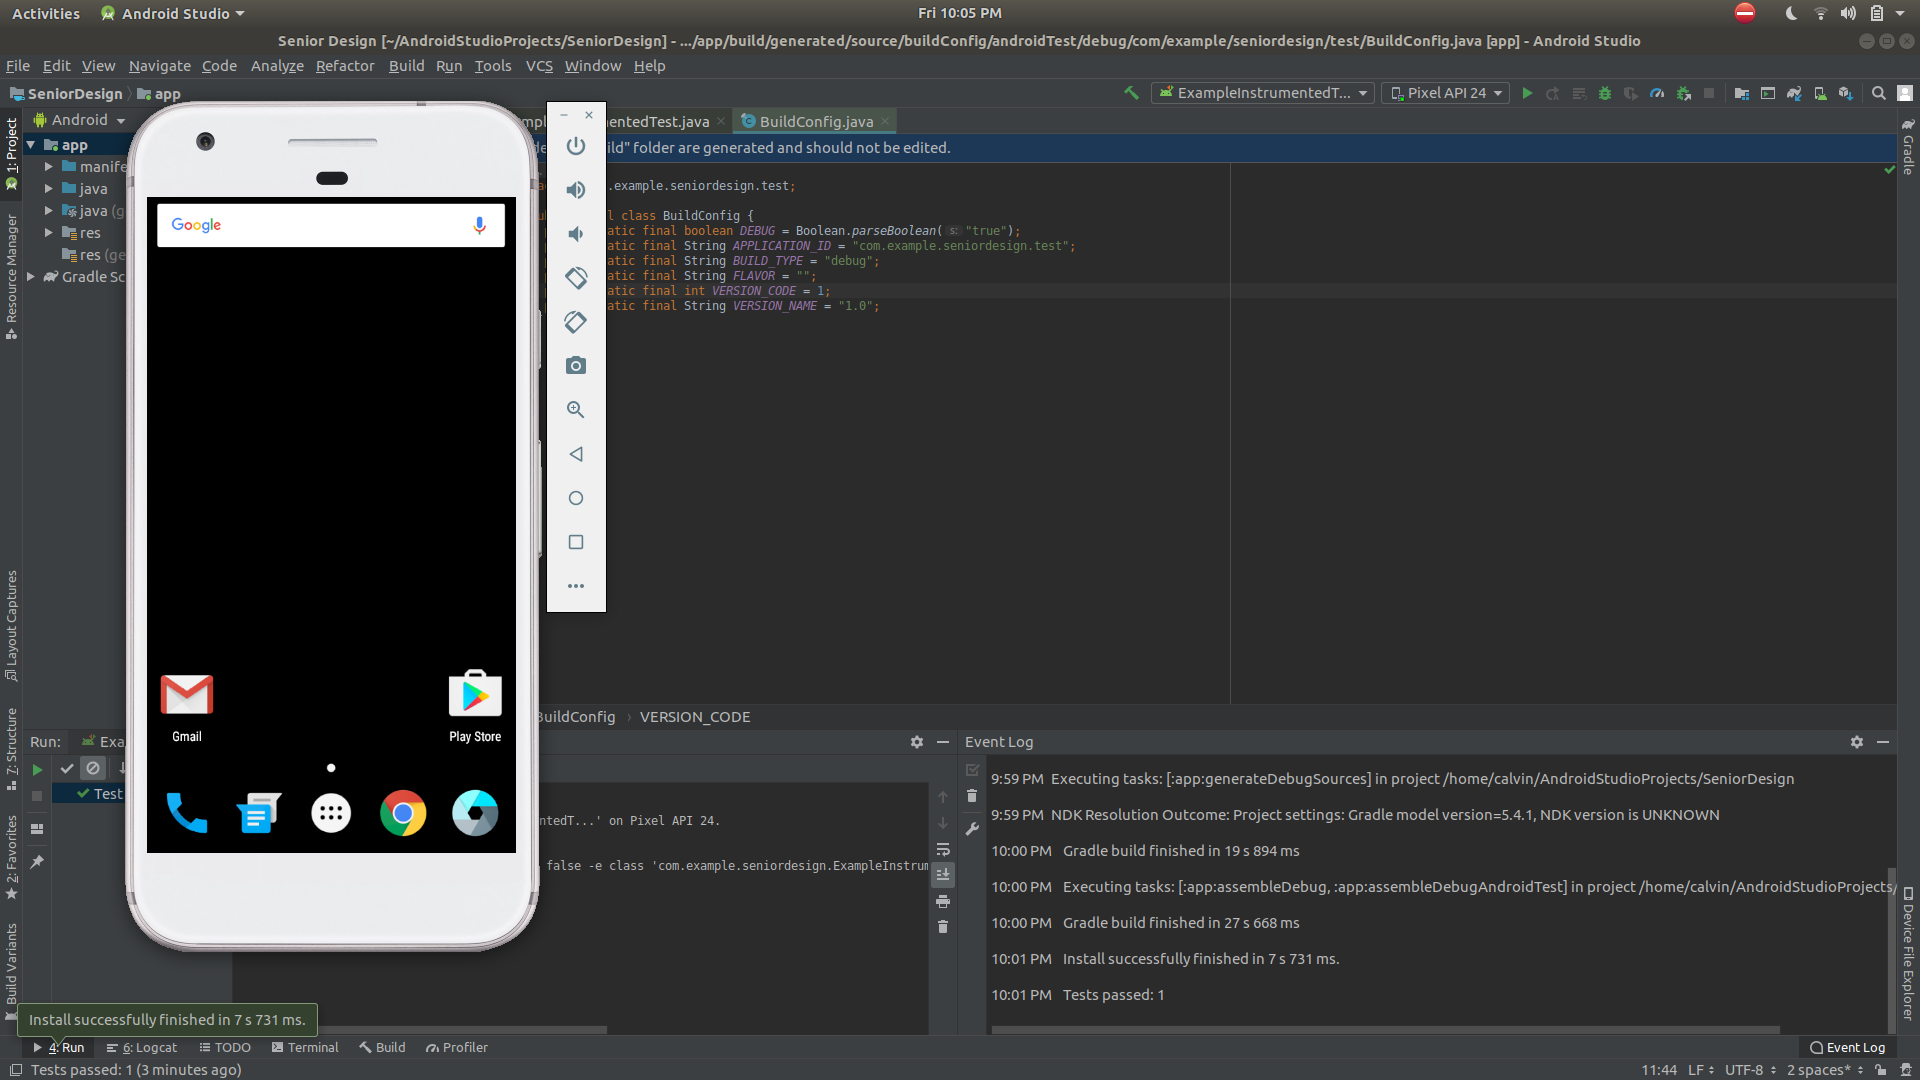 Activities
Android Studio
Fri 10:05 PM
Senior Design [~/AndroidStudioProjects/SeniorDesign] - .../app/build/generated/source/buildConfig/androidTest/debug/com/example/seniordesign/test/BuildConfig.java [app] - Android Studio
File Edit View Navigate Code Analyze Refactor Build Run Tools VCS Window Help
SeniorDesign app
ExampleInstrumentedT...
Pixel API 24
Android
mpl
entedTest.java
BuildConfig.java
ild" folder are generated and should not be edited.
1: Project
Resource Manager
Layout Captures
7: Structure
2: Favorites
Build Variants
app
manife
java
java (g
res
res (ge
Gradle Sc
Google
Gmail
Play Store
.example.seniordesign.test;
l class BuildConfig {
atic final boolean DEBUG = Boolean.parseBoolean( s: "true");
atic final String APPLICATION_ID = "com.example.seniordesign.test";
atic final String BUILD_TYPE = "debug";
atic final String FLAVOR = "";
atic final int VERSION_CODE = 1;
atic final String VERSION_NAME = "1.0";
BuildConfig › VERSION_CODE
Gradle
Device File Explorer
Run:
Exa
Test
ntedT...' on Pixel API 24.
false -e class 'com.example.seniordesign.ExampleInstrum
Event Log
9:59 PM Executing tasks: [:app:generateDebugSources] in project /home/calvin/AndroidStudioProjects/SeniorDesign
9:59 PM NDK Resolution Outcome: Project settings: Gradle model version=5.4.1, NDK version is UNKNOWN
10:00 PM Gradle build finished in 19 s 894 ms
10:00 PM Executing tasks: [:app:assembleDebug, :app:assembleDebugAndroidTest] in project /home/calvin/AndroidStudioProjects/
10:00 PM Gradle build finished in 27 s 668 ms
10:01 PM Install successfully finished in 7 s 731 ms.
10:01 PM Tests passed: 1
Install successfully finished in 7 s 731 ms.
4: Run
6: Logcat
TODO
Terminal
Build
Profiler
Event Log
Tests passed: 1 (3 minutes ago)
11:44 LF UTF-8 2 spaces*